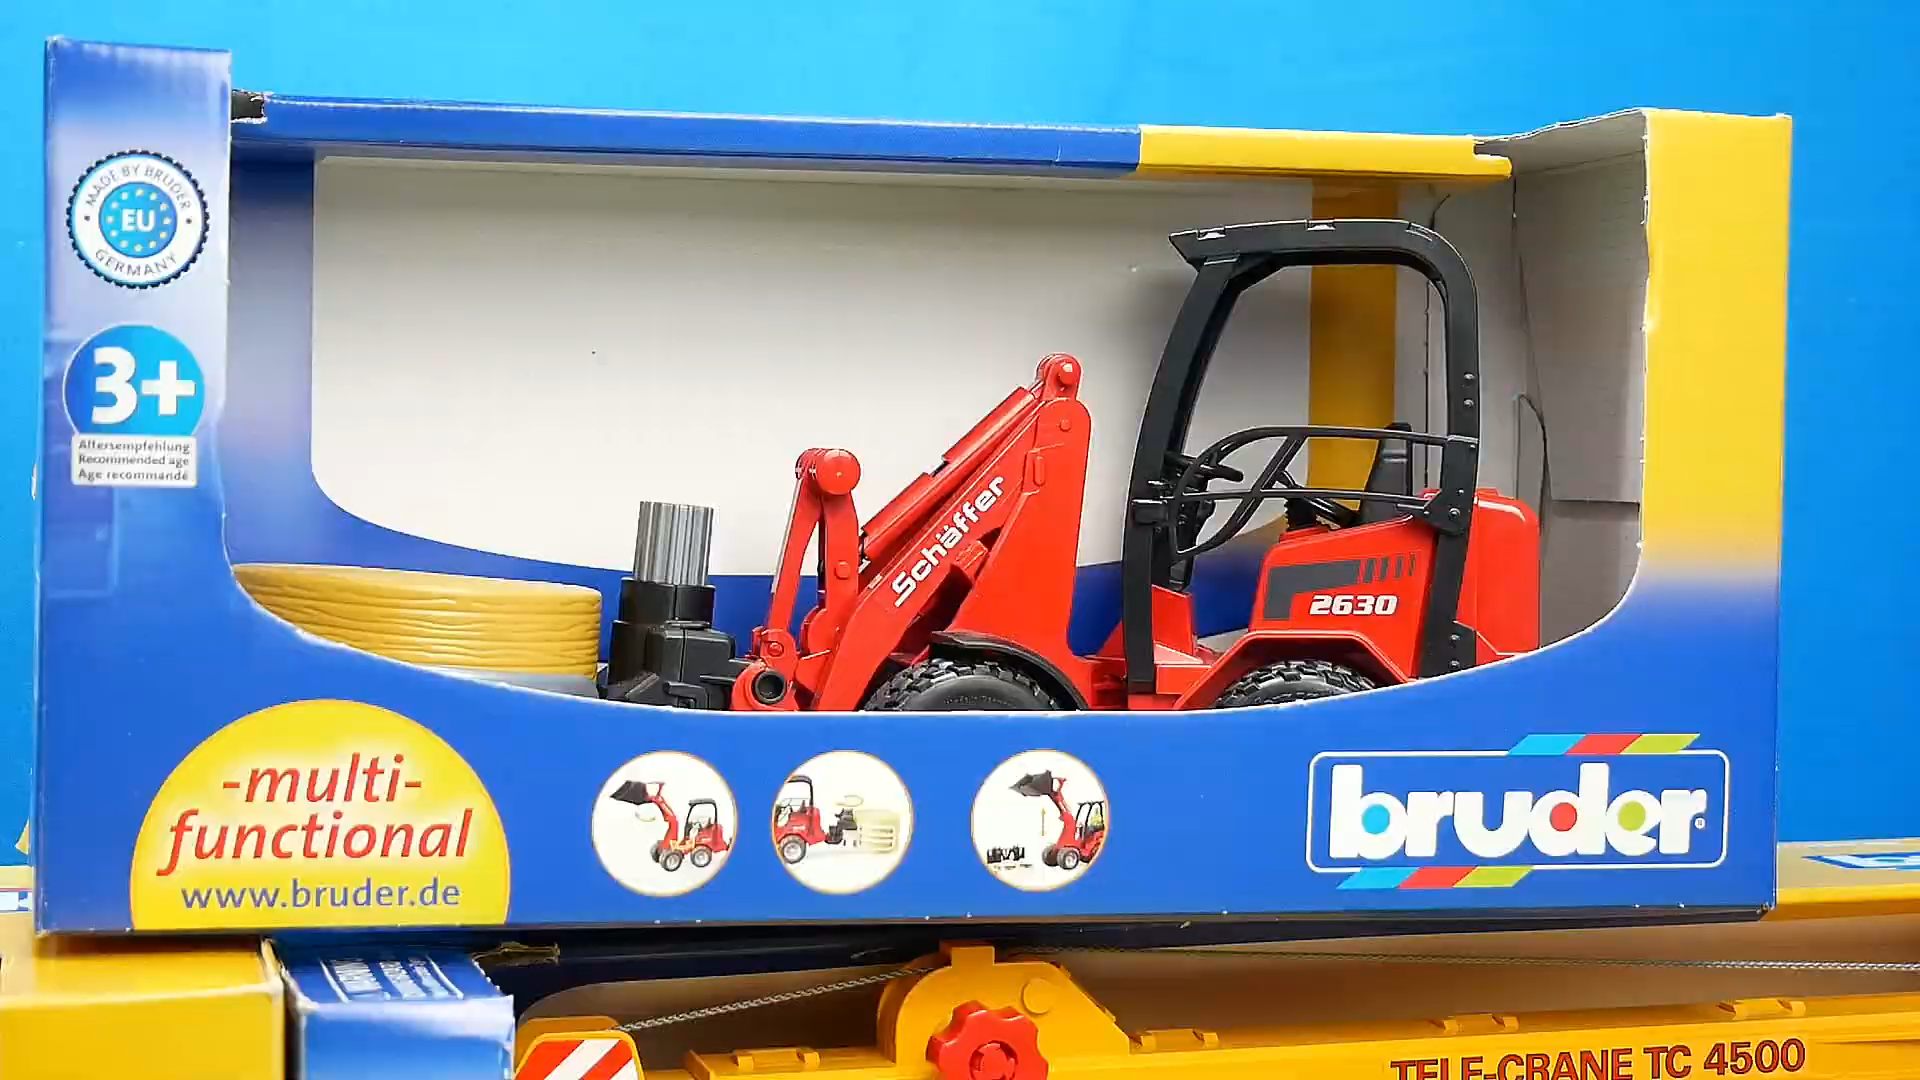 MADE BY BRUDER
EU
GERMANY
3+
Altersempfehlung
Recommended age
Age recommandé
Schäffer
2630
-multi-
functional
www.bruder.de
bruder
TELE-CRANE TC 4500